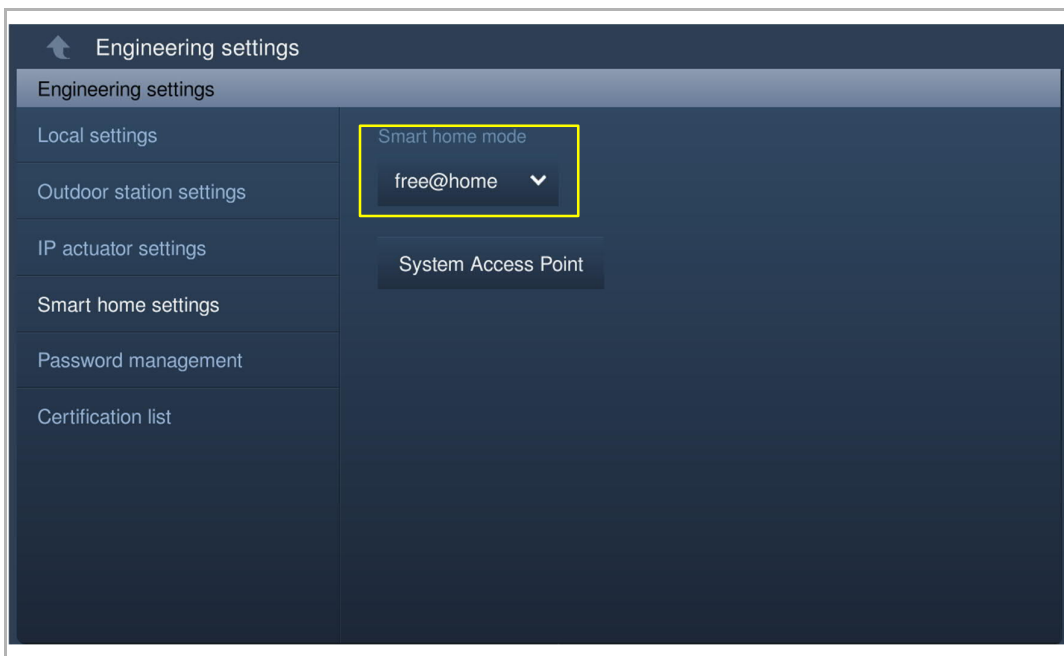 Engineering settings
Engineering settings
Local settings
Outdoor station settings
IP actuator settings
Smart home settings
Password management
Certification list
Smart home mode
free@home
System Access Point